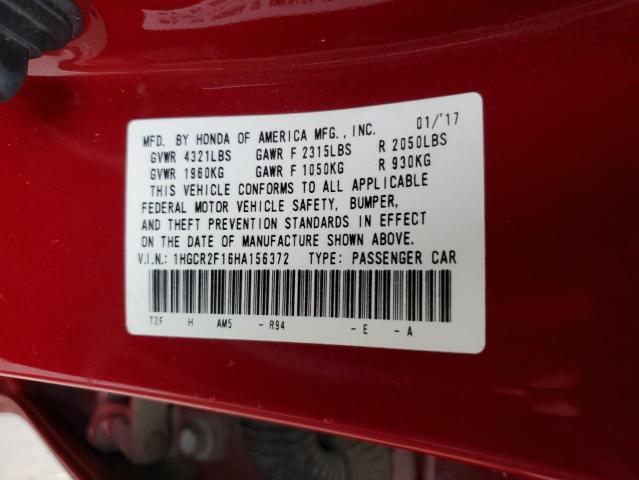 MFD. BY HONDA OF AMERICA MFG., INC. 01/'17
GVWR 4321LBS GAWR F 2315LBS R 2050LBS
GVWR 1960KG GAWR F 1050KG R 930KG
THIS VEHICLE CONFORMS TO ALL APPLICABLE
FEDERAL MOTOR VEHICLE SAFETY, BUMPER,
AND THEFT PREVENTION STANDARDS IN EFFECT
ON THE DATE OF MANUFACTURE SHOWN ABOVE.
V.I.N.: 1HGCR2F16HA156372 TYPE: PASSENGER CAR
T2F H AM5 - R94 - E - A